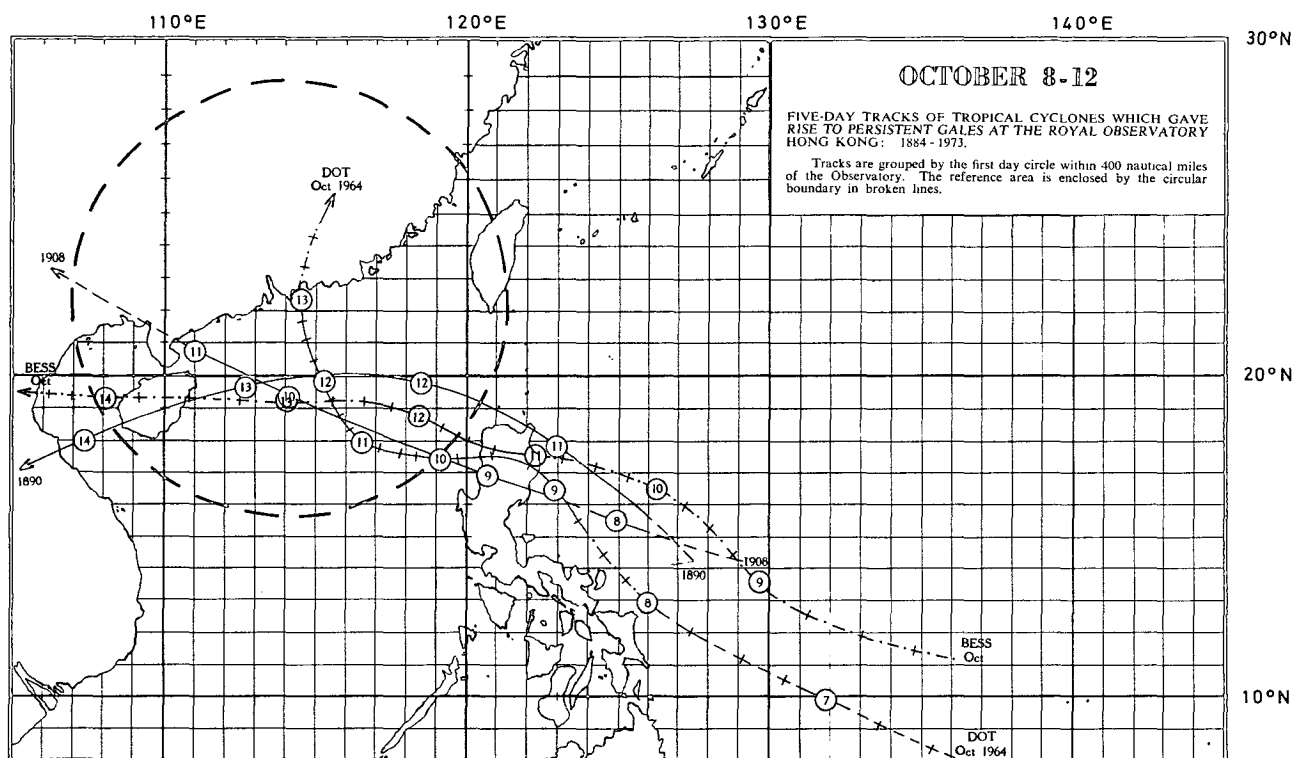 110°E 120°E 130°E 140°E
30°N
OCTOBER 8-12
FIVE-DAY TRACKS OF TROPICAL CYCLONES WHICH GAVE
RISE TO PERSISTENT GALES AT THE ROYAL OBSERVATORY
HONG KONG: 1884-1973.
Tracks are grouped by the first day circle within 400 nautical miles
of the Observatory. The reference area is enclosed by the circular
boundary in broken lines.
DOT
Oct 1964
1908
13
11
BESS
Oct
20°N
13
12
12
14
10
13
12
11
14
11
10
11
9
9
10
1890
8
1890
1908
9
8
BESS
Oct
7
10°N
DOT
Oct 1964